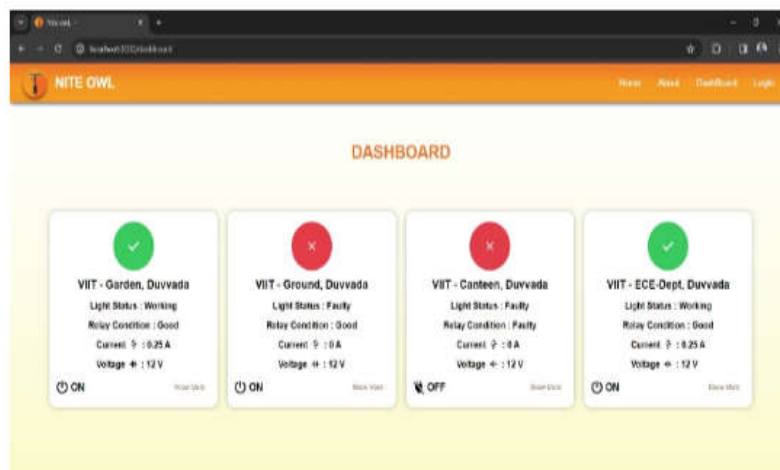 NITE OWL
Home About DashBoard Login
DASHBOARD
VIIT - Garden, Duvvada
Light Status : Working
Relay Condition : Good
Current : 0.25 A
Voltage : 12 V
ON
VIIT - Ground, Duvvada
Light Status : Faulty
Relay Condition : Good
Current : 0 A
Voltage : 12 V
ON
VIIT - Canteen, Duvvada
Light Status : Faulty
Relay Condition : Faulty
Current : 0 A
Voltage : 12 V
OFF
VIIT - ECE-Dept, Duvvada
Light Status : Working
Relay Condition : Good
Current : 0.25 A
Voltage : 12 V
ON